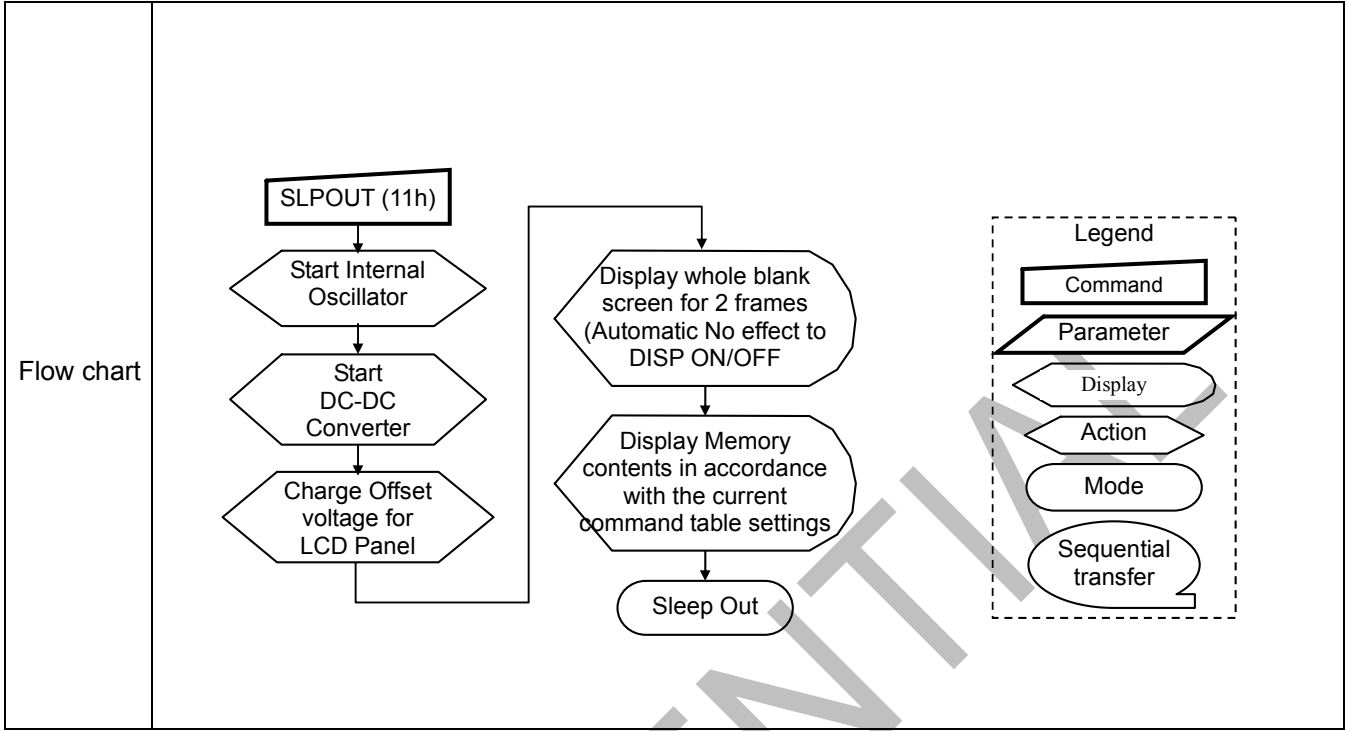 Flow chart
SLPOUT (11h)
Start Internal
Oscillator
Start
DC-DC
Converter
Charge Offset
voltage for
LCD Panel
Display whole blank
screen for 2 frames
(Automatic No effect to
DISP ON/OFF
Display Memory
contents in accordance
with the current
command table settings
Sleep Out
Legend
Command
Parameter
Display
Action
Mode
Sequential
transfer
ENTIAL